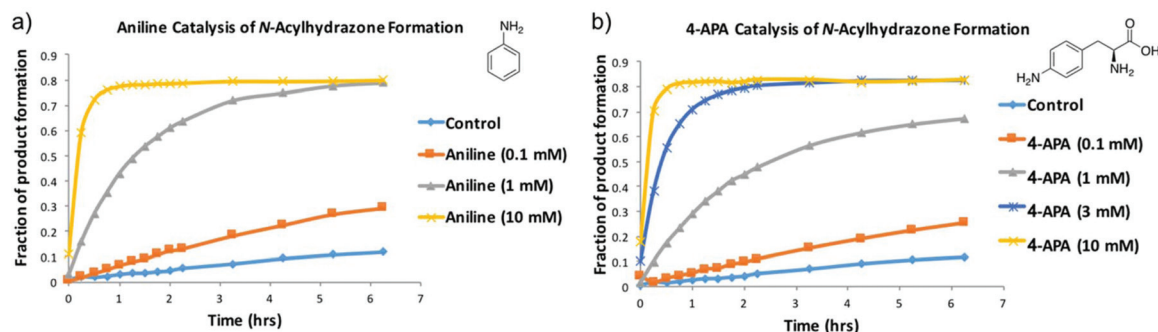 a)
Aniline Catalysis of N-Acylhydrazone Formation
NH2
Fraction of product formation
0.9
0.8
0.7
0.6
0.5
0.4
0.3
0.2
0.1
0
0 1 2 3 4 5 6 7
Time (hrs)
Control
Aniline (0.1 mM)
Aniline (1 mM)
Aniline (10 mM)
b)
4-APA Catalysis of N-Acylhydrazone Formation
O
OH
NH2
H2N
Fraction of product formation
0.9
0.8
0.7
0.6
0.5
0.4
0.3
0.2
0.1
0
0 1 2 3 4 5 6 7
Time (hrs)
Control
4-APA (0.1 mM)
4-APA (1 mM)
4-APA (3 mM)
4-APA (10 mM)